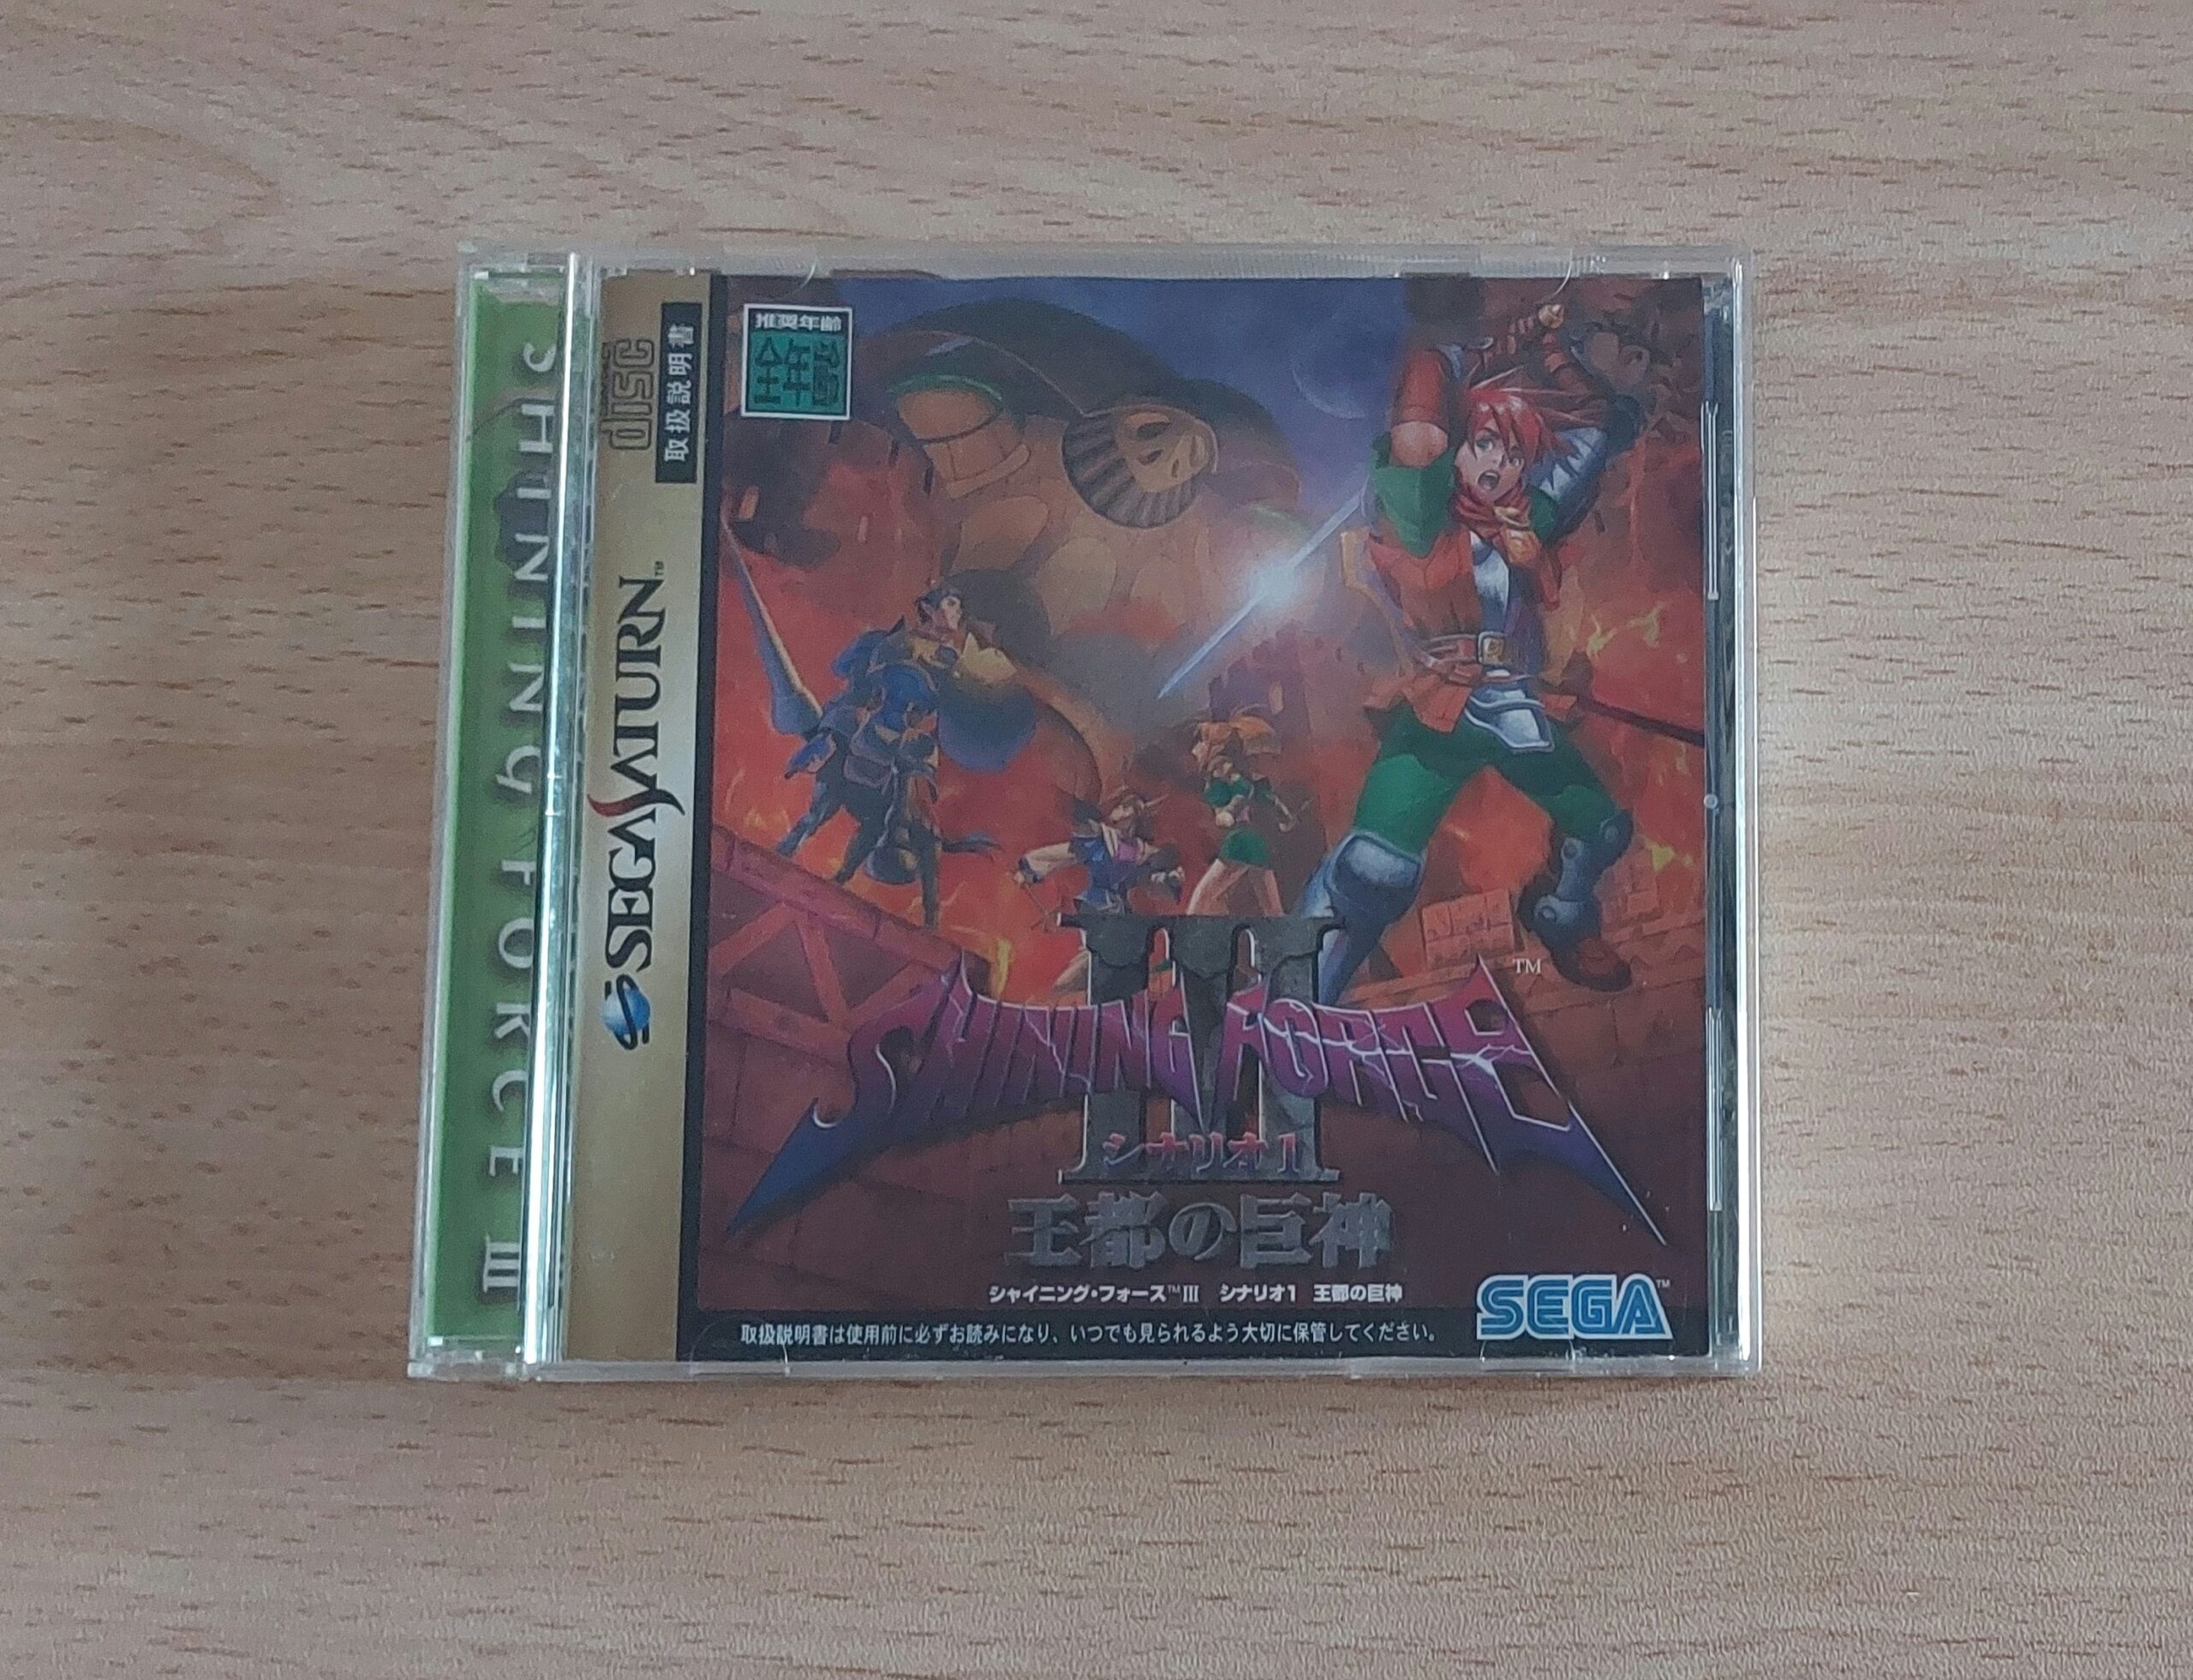 SHINING FORCE III
disc
取扱説明書
SEGA SATURN™
推奨年齢
全年齢
III
SHINING FORCE™
シナリオ1
王都の巨神
シャイニング・フォース™III シナリオ1 王都の巨神
SEGA™
取扱説明書は使用前に必ずお読みになり、いつでも見られるよう大切に保管してください。